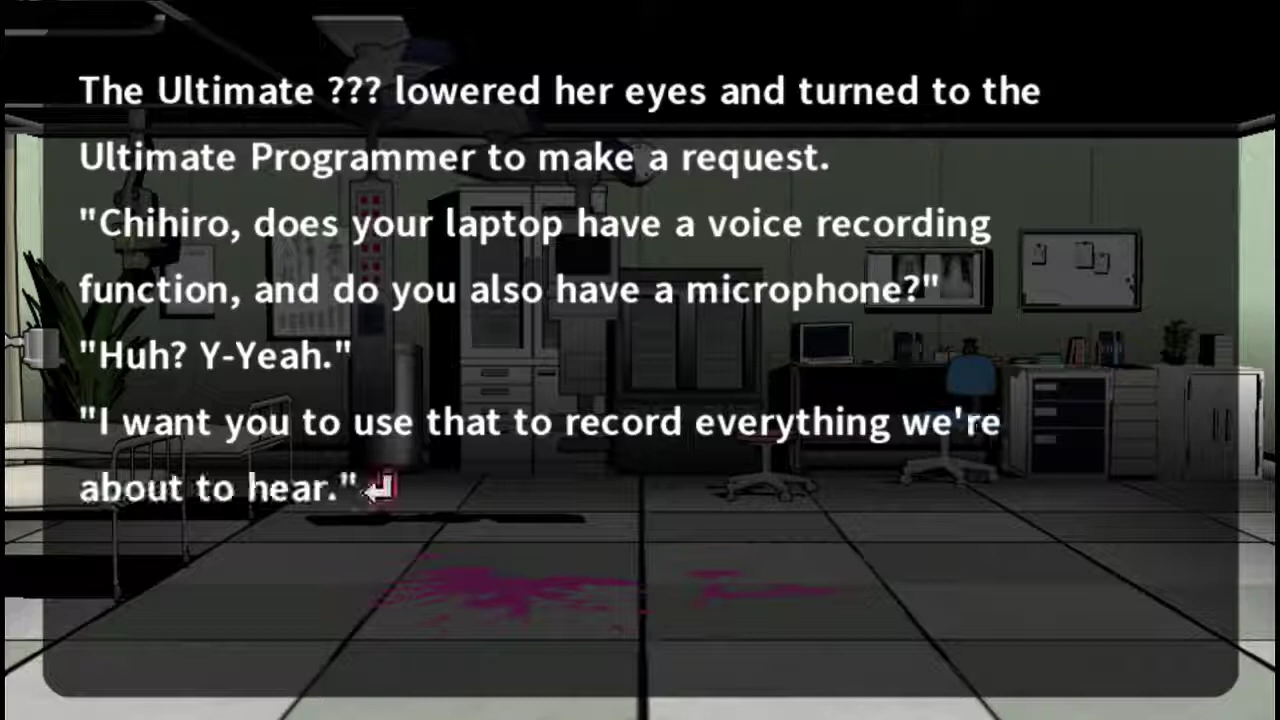 The Ultimate ??? lowered her eyes and turned to the
Ultimate Programmer to make a request.
"Chihiro, does your laptop have a voice recording
function, and do you also have a microphone?"
"Huh? Y-Yeah."
"I want you to use that to record everything we're
about to hear."